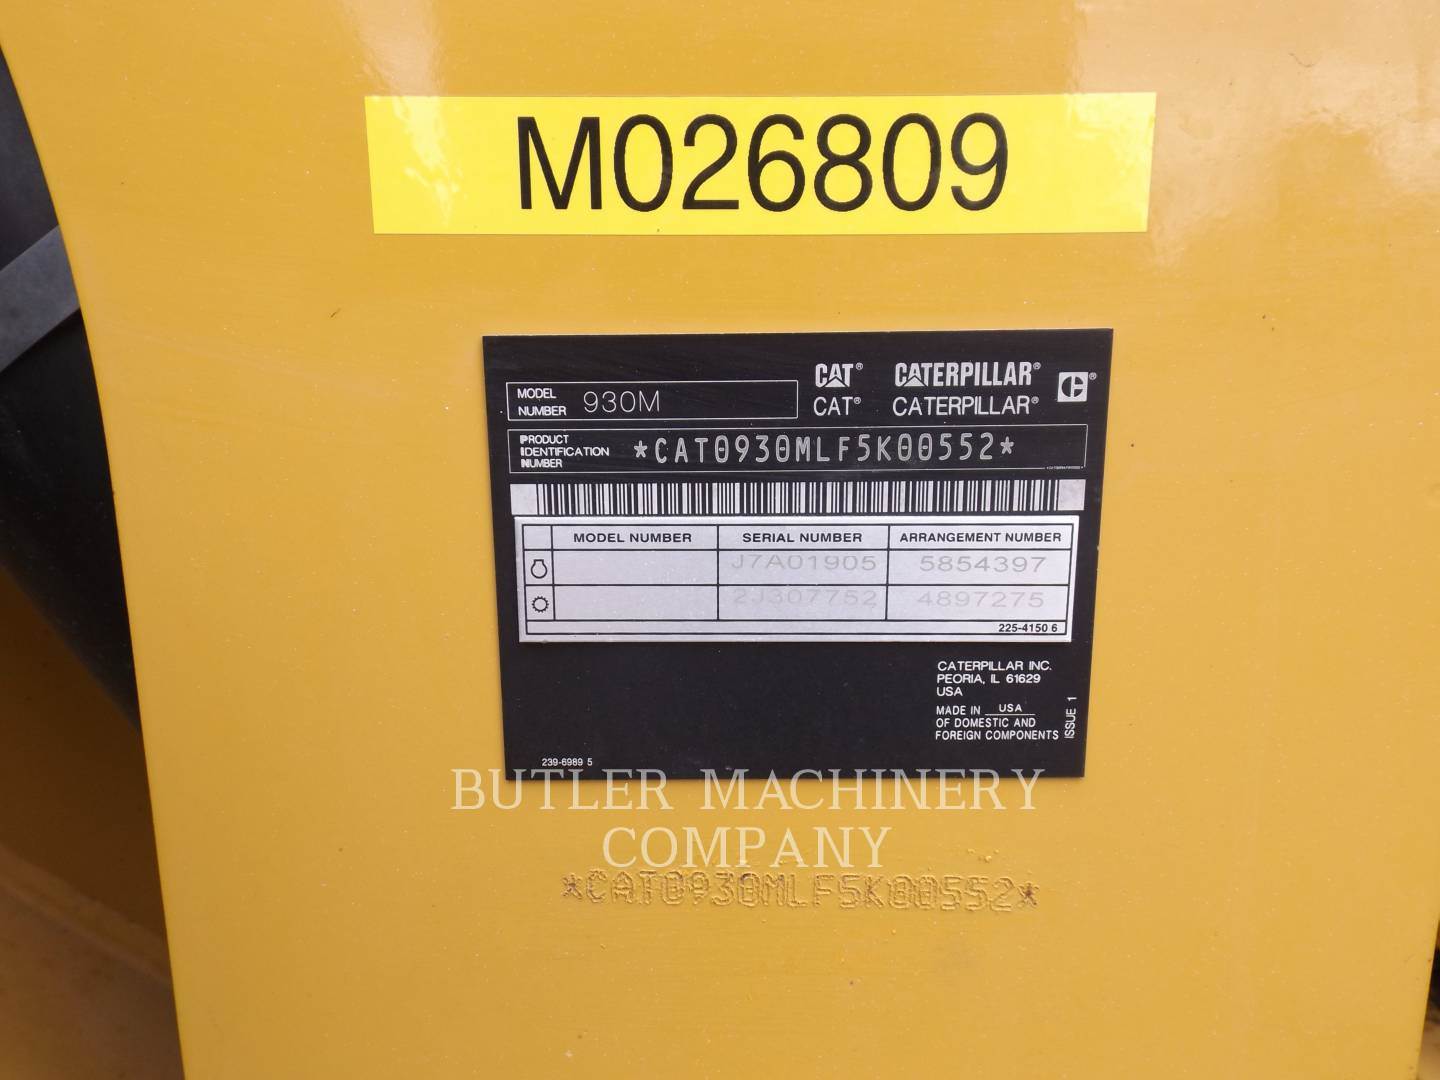 M026809
CAT® CATERPILLAR®
CAT® CATERPILLAR®
MODEL NUMBER 930M
PRODUCT IDENTIFICATION NUMBER *CAT0930MLF5K00552*
MODEL NUMBER SERIAL NUMBER ARRANGEMENT NUMBER
J7A01905 5854397
2J307752 4897275
225-4150 6
CATERPILLAR INC.
PEORIA, IL 61629
USA
MADE IN USA
OF DOMESTIC AND
FOREIGN COMPONENTS
ISSUE 1
239-6989 5
BUTLER MACHINERY
COMPANY
*CAT0930MLF5K00552*